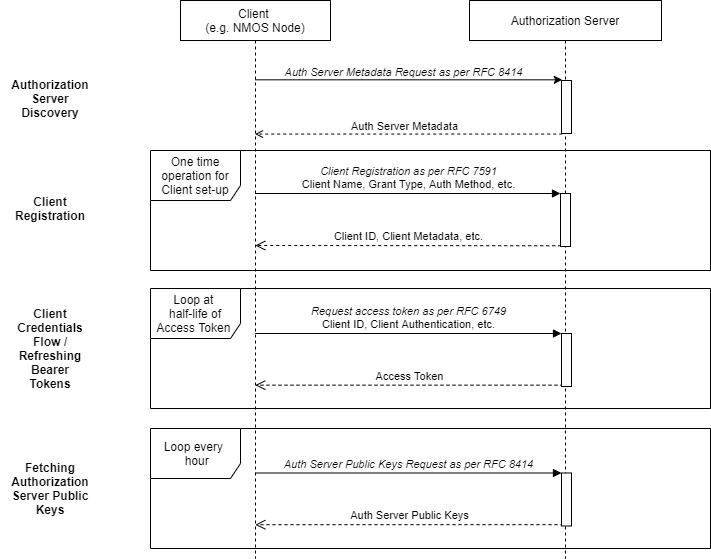 Client
(e.g. NMOS Node)
Authorization Server
Authorization
Server
Discovery
Auth Server Metadata Request as per RFC 8414
Auth Server Metadata
Client
Registration
One time
operation for
Client set-up
Client Registration as per RFC 7591
Client Name, Grant Type, Auth Method, etc.
Client ID, Client Metadata, etc.
Client
Credentials
Flow /
Refreshing
Bearer
Tokens
Loop at
half-life of
Access Token
Request access token as per RFC 6749
Client ID, Client Authentication, etc.
Access Token
Fetching
Authorization
Server Public
Keys
Loop every
hour
Auth Server Public Keys Request as per RFC 8414
Auth Server Public Keys